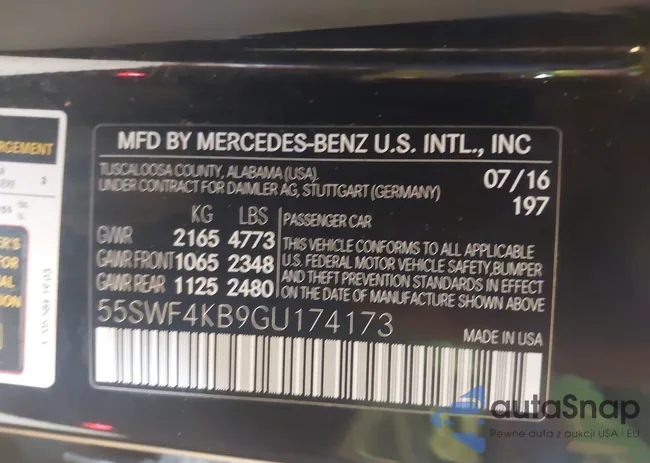 RCEMENT
MFD BY MERCEDES-BENZ U.S. INTL., INC
TUSCALOOSA COUNTY, ALABAMA (USA).
UNDER CONTRACT FOR DAIMLER AG, STUTTGART (GERMANY)
07/16
197
KG LBS
GVWR 2165 4773
GAWR FRONT 1065 2348
GAWR REAR 1125 2480
PASSENGER CAR
THIS VEHICLE CONFORMS TO ALL APPLICABLE
U.S. FEDERAL MOTOR VEHICLE SAFETY, BUMPER
AND THEFT PREVENTION STANDARDS IN EFFECT
ON THE DATE OF MANUFACTURE SHOWN ABOVE
55SWF4KB9GU174173
MADE IN USA
autaSnap
Pewne auta z aukcji USA i EU